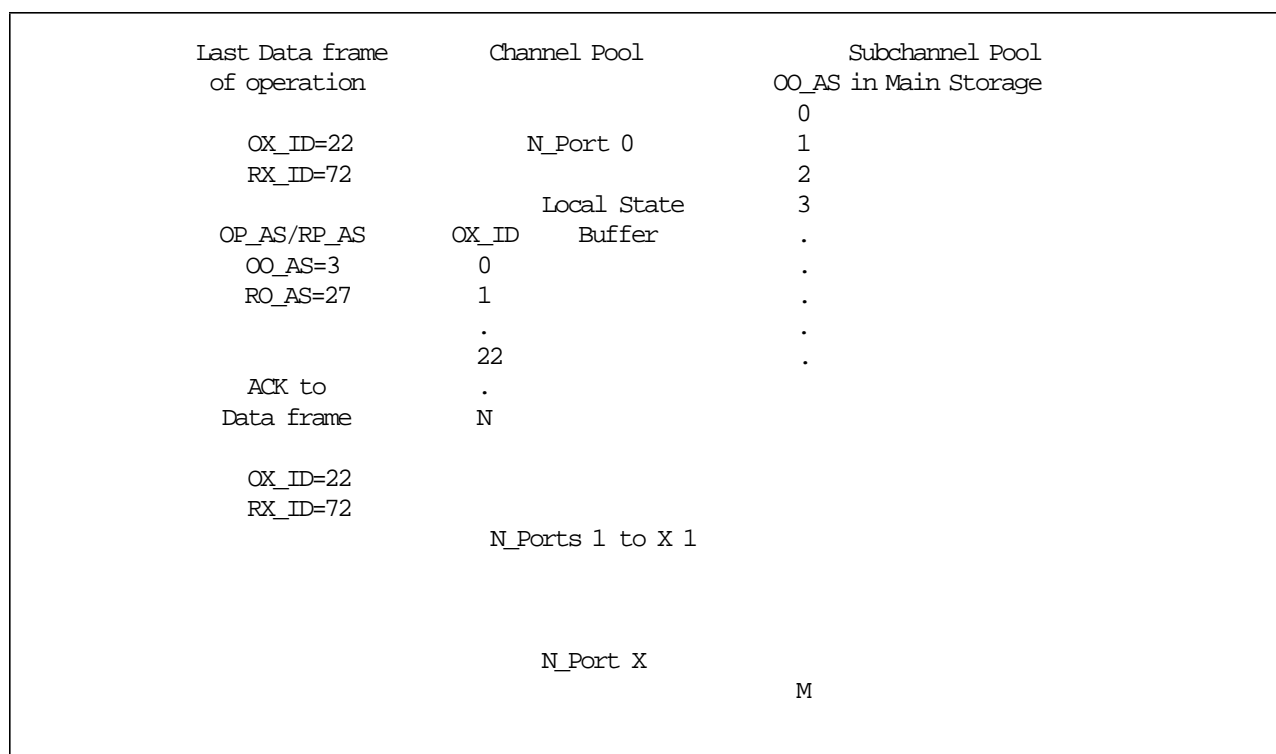 Last Data frame Channel Pool Subchannel Pool
of operation OO_AS in Main Storage
0
OX_ID=22 N_Port 0 1
RX_ID=72 2
Local State 3
OP_AS/RP_AS OX_ID Buffer .
OO_AS=3 0 .
RO_AS=27 1 .
. .
22 .
ACK to .
Data frame N
OX_ID=22
RX_ID=72
N_Ports 1 to X 1
N_Port X
M